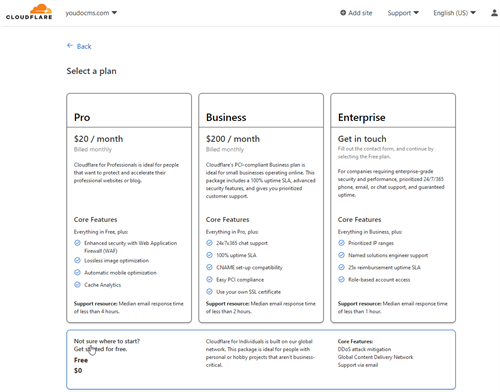 CLOUDFLARE
youdocms.com
Add site
Support
English (US)
Back
Select a plan
Pro
$20 / month
Billed monthly
Cloudflare for Professionals is ideal for people
that want to protect and accelerate their
professional websites or blog.
Core Features
Everything in Free, plus:
Enhanced security with Web Application
Firewall (WAF)
Lossless image optimization
Automatic mobile optimization
Cache Analytics
Support resource: Median email response time
of less than 4 hours.
Business
$200 / month
Billed monthly
Cloudflare's PCI-compliant Business plan is
ideal for small businesses operating online. This
package includes a 100% uptime SLA, advanced
security features, and gives you prioritized
customer support.
Core Features
Everything in Pro, plus:
24x7x365 chat support
100% uptime SLA
CNAME set-up compatibility
Easy PCI compliance
Use your own SSL certificate
Support resource: Median email response time
of less than 2 hours.
Enterprise
Get in touch
Fill out the contact form, and continue by
selecting the Free plan.
For companies requiring enterprise-grade
security and performance, prioritized 24/7/365
phone, email, or chat support, and guaranteed
uptime.
Core Features
Everything in Business, plus:
Prioritized IP ranges
Named solutions engineer support
25x reimbursement uptime SLA
Role-based account access
Support resource: Median email response time
of less than 1 hour.
Not sure where to start?
Get started for free.
Free
$0
Cloudflare for Individuals is built on our global
network. This package is ideal for people with
personal or hobby projects that aren't business-
critical.
Core Features:
DDoS attack mitigation
Global Content Delivery Network
Support via email